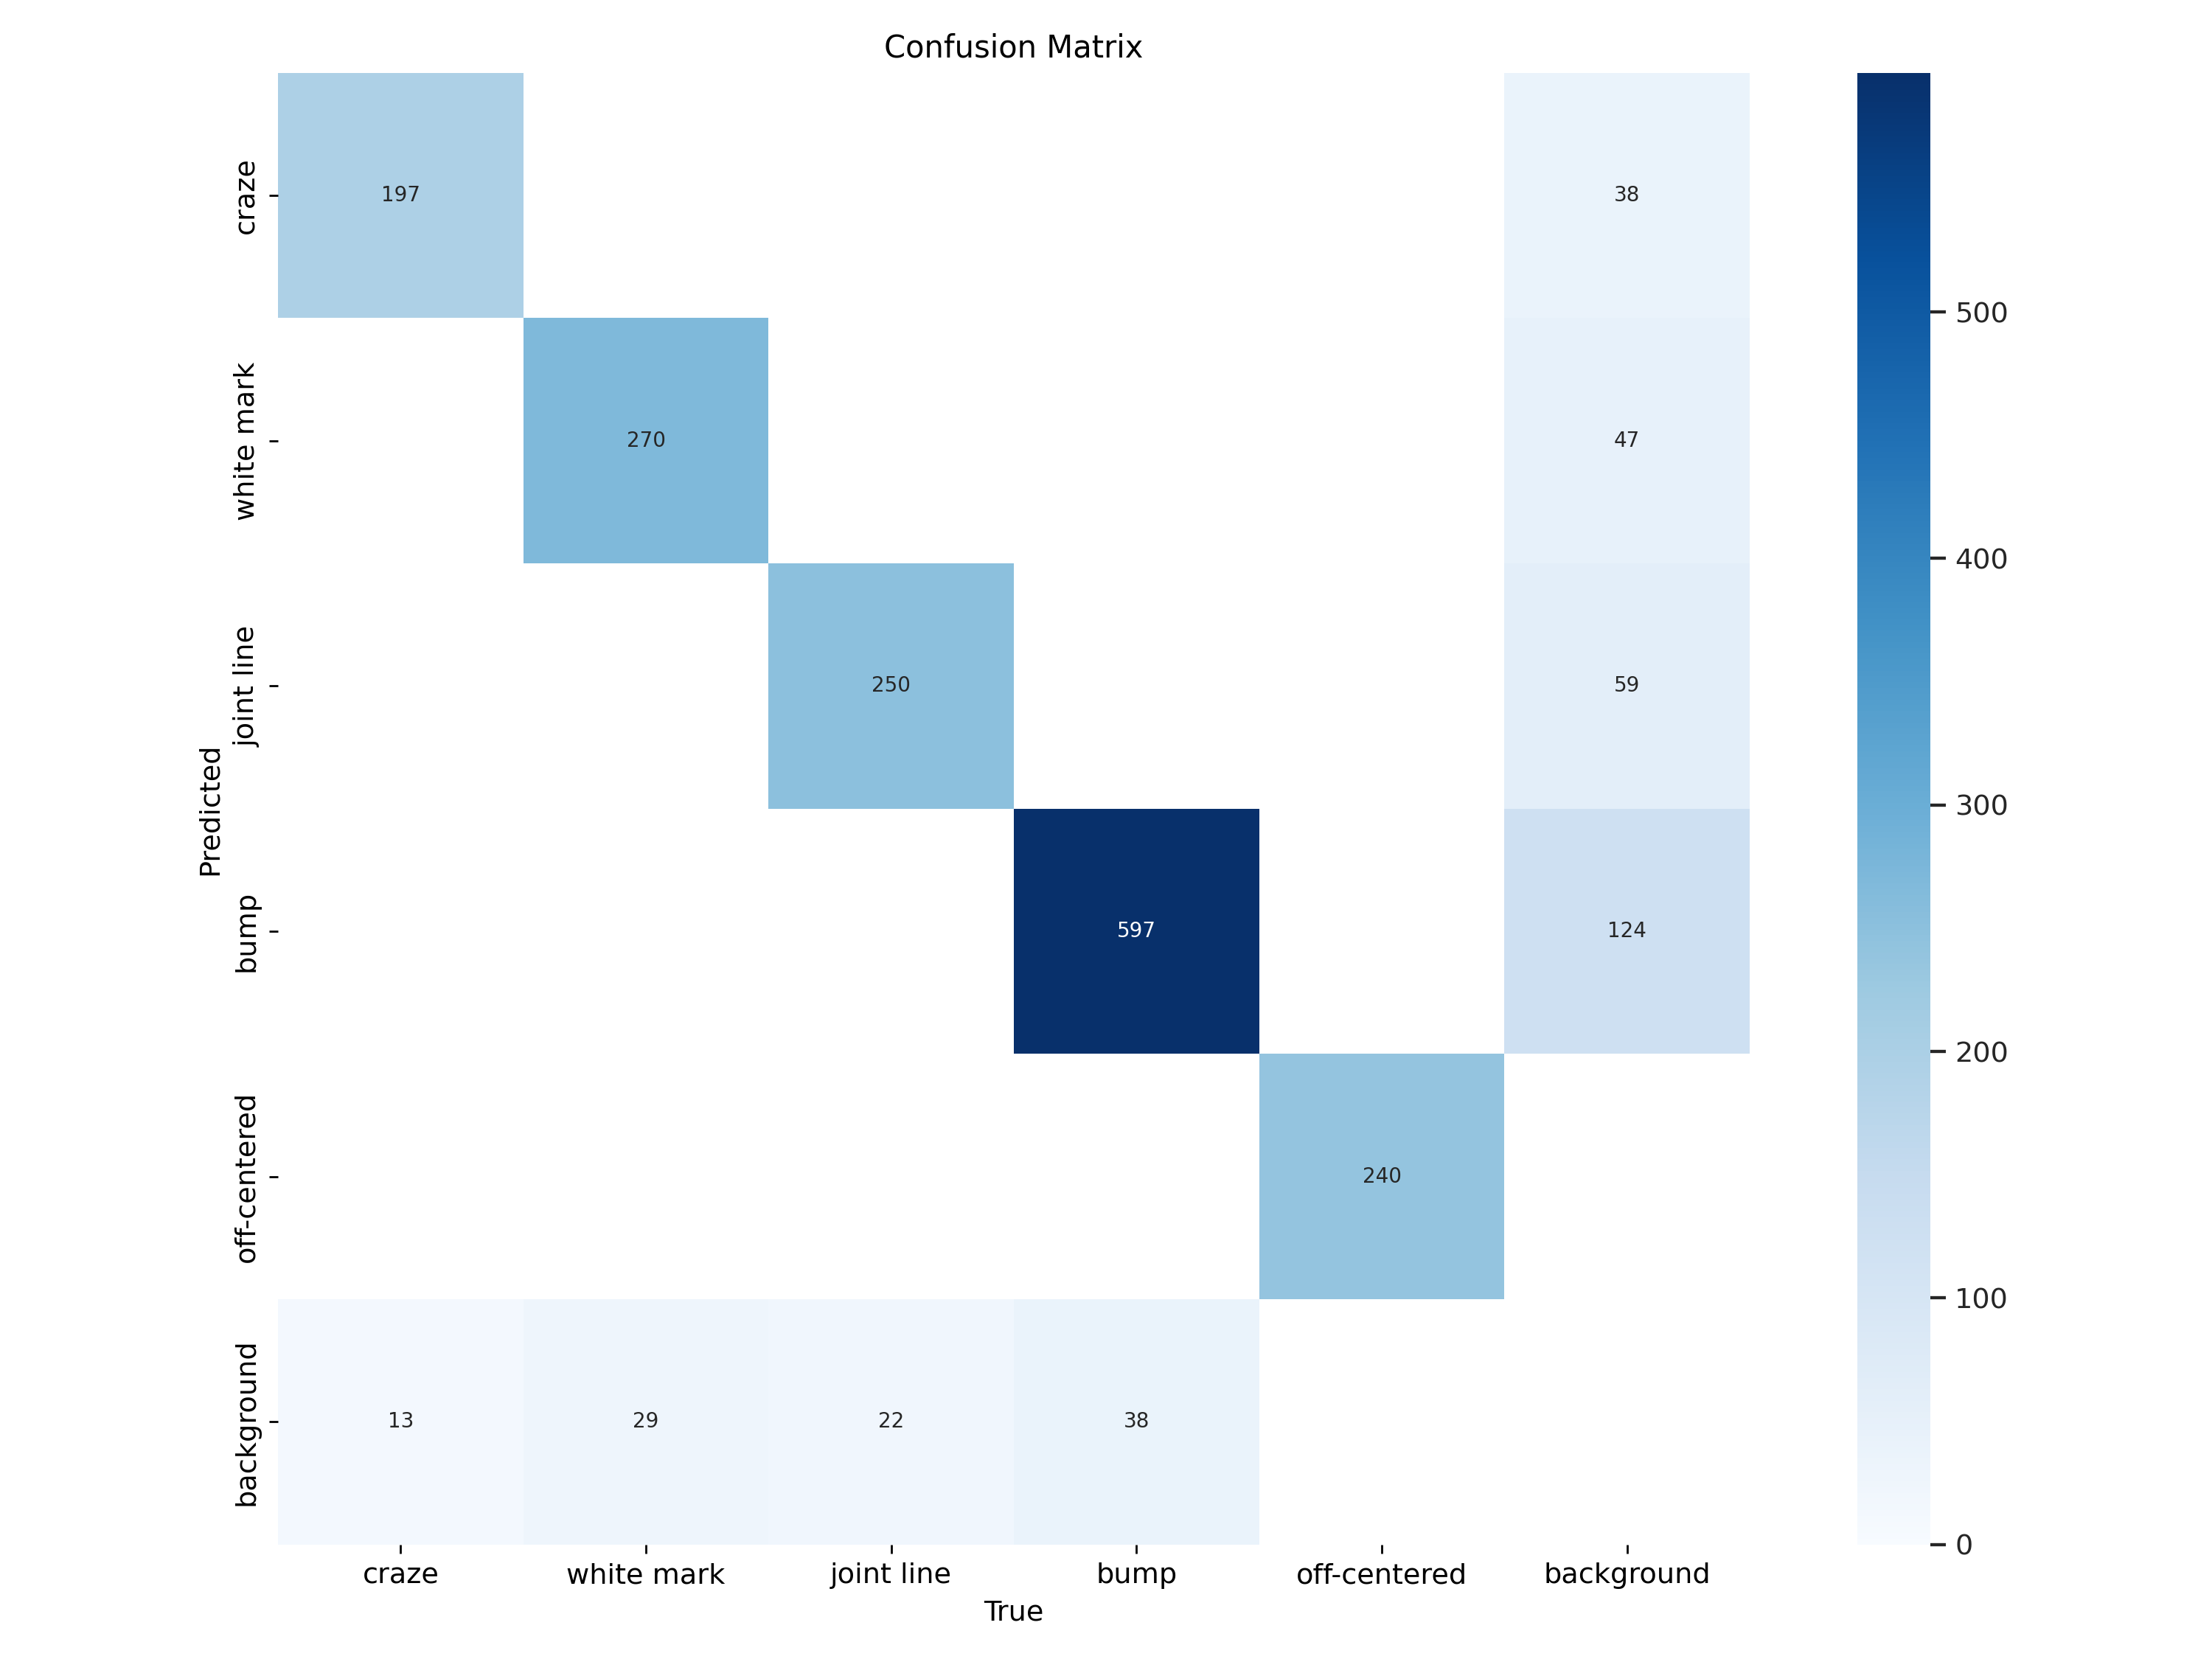 Confusion Matrix
craze
197
38
white mark
270
47
500
400
joint line
250
59
300
Predicted
bump
597
124
200
off-centered
240
100
background
13
29
22
38
0
craze white mark joint line bump off-centered background
True